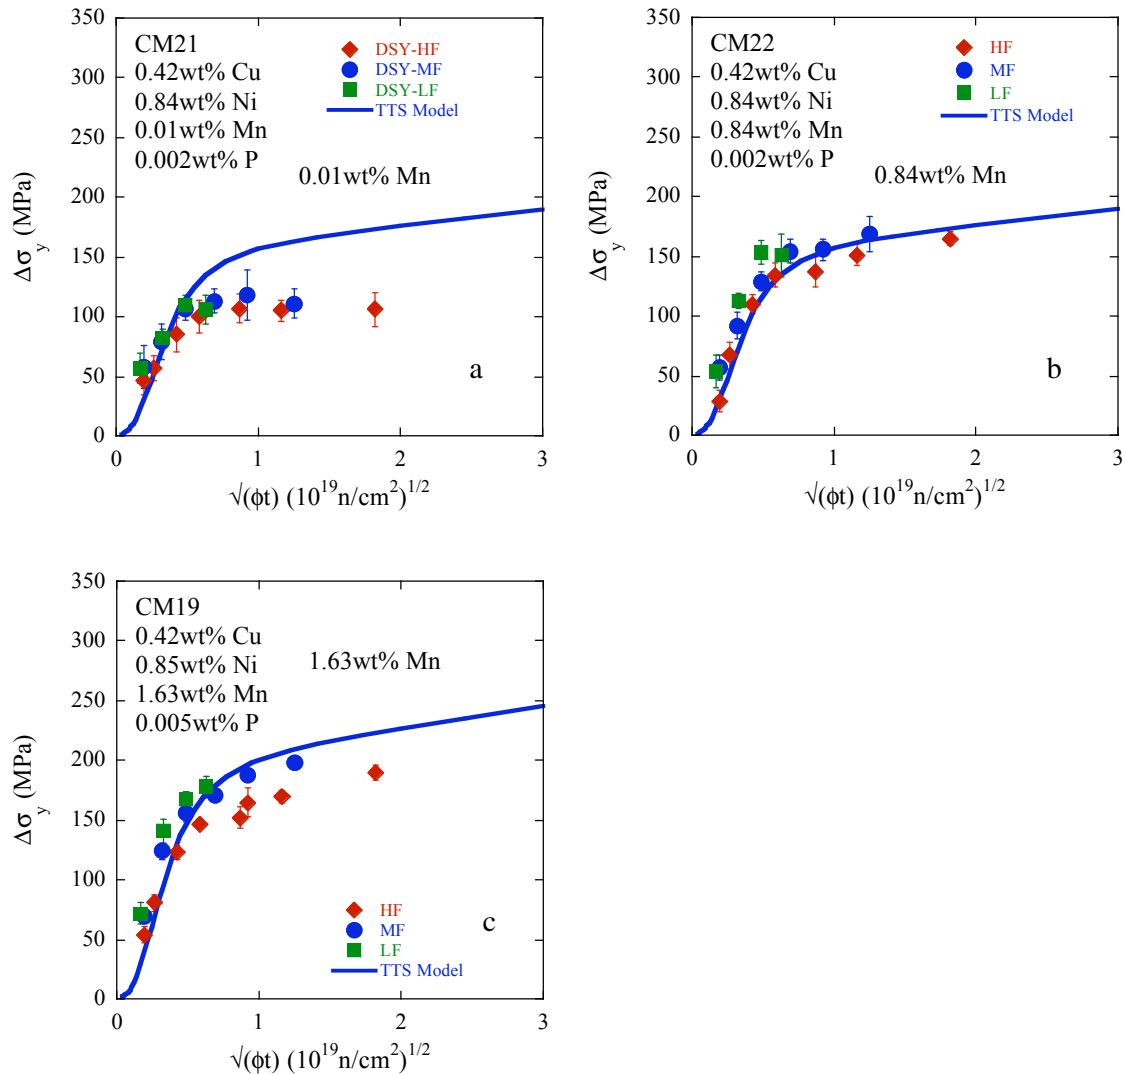 350
300
250
200
150
100
50
0
Δσy (MPa)
CM21
0.42wt% Cu
0.84wt% Ni
0.01wt% Mn
0.002wt% P
DSY-HF
DSY-MF
DSY-LF
TTS Model
0.01wt% Mn
a
0 1 2 3
√(ϕt) (10^19n/cm^2)^1/2
350
300
250
200
150
100
50
0
Δσy (MPa)
CM22
0.42wt% Cu
0.84wt% Ni
0.84wt% Mn
0.002wt% P
HF
MF
LF
TTS Model
0.84wt% Mn
b
0 1 2 3
√(ϕt) (10^19n/cm^2)^1/2
350
300
250
200
150
100
50
0
Δσy (MPa)
CM19
0.42wt% Cu
0.85wt% Ni
1.63wt% Mn
0.005wt% P
1.63wt% Mn
HF
MF
LF
TTS Model
c
0 1 2 3
√(ϕt) (10^19n/cm^2)^1/2